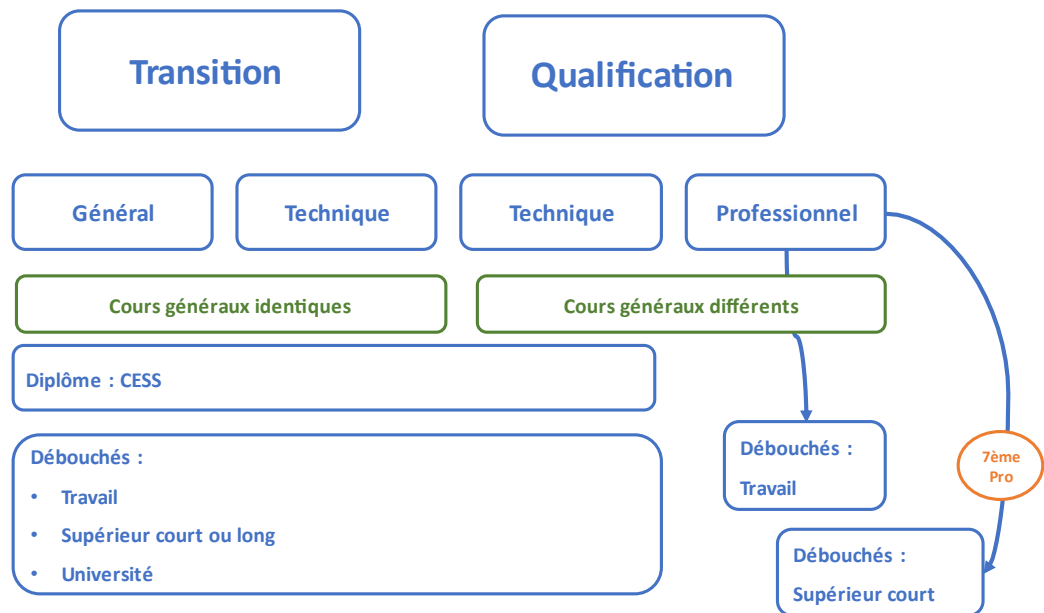 Transition
Qualification
Général
Technique
Technique
Professionnel
Cours généraux identiques
Cours généraux différents
Diplôme : CESS
Débouchés :
• Travail
• Supérieur court ou long
• Université
Débouchés :
Travail
7ème
Pro
Débouchés :
Supérieur court